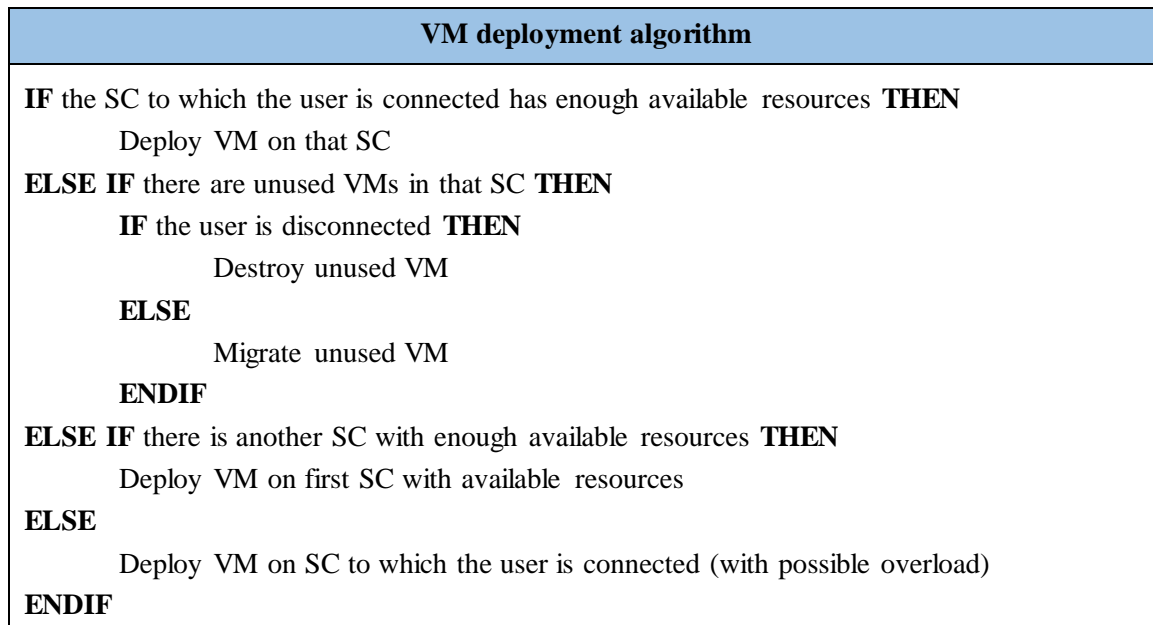 VM deployment algorithm
IF the SC to which the user is connected has enough available resources THEN
Deploy VM on that SC
ELSE IF there are unused VMs in that SC THEN
IF the user is disconnected THEN
Destroy unused VM
ELSE
Migrate unused VM
ENDIF
ELSE IF there is another SC with enough available resources THEN
Deploy VM on first SC with available resources
ELSE
Deploy VM on SC to which the user is connected (with possible overload)
ENDIF